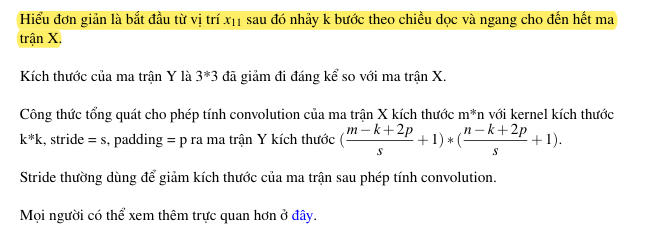 Hiểu đơn giản là bắt đầu từ vị trí x₁₁ sau đó nhảy k bước theo chiều dọc và ngang cho đến hết ma
trận X.
Kích thước của ma trận Y là 3*3 đã giảm đi đáng kể so với ma trận X.
Công thức tổng quát cho phép tính convolution của ma trận X kích thước m*n với kernel kích thước
k*k, stride = s, padding = p ra ma trận Y kích thước (\frac{m − k + 2p}{s} + 1) * (\frac{n − k + 2p}{s} + 1).
Stride thường dùng để giảm kích thước của ma trận sau phép tính convolution.
Mọi người có thể xem thêm trực quan hơn ở đây.